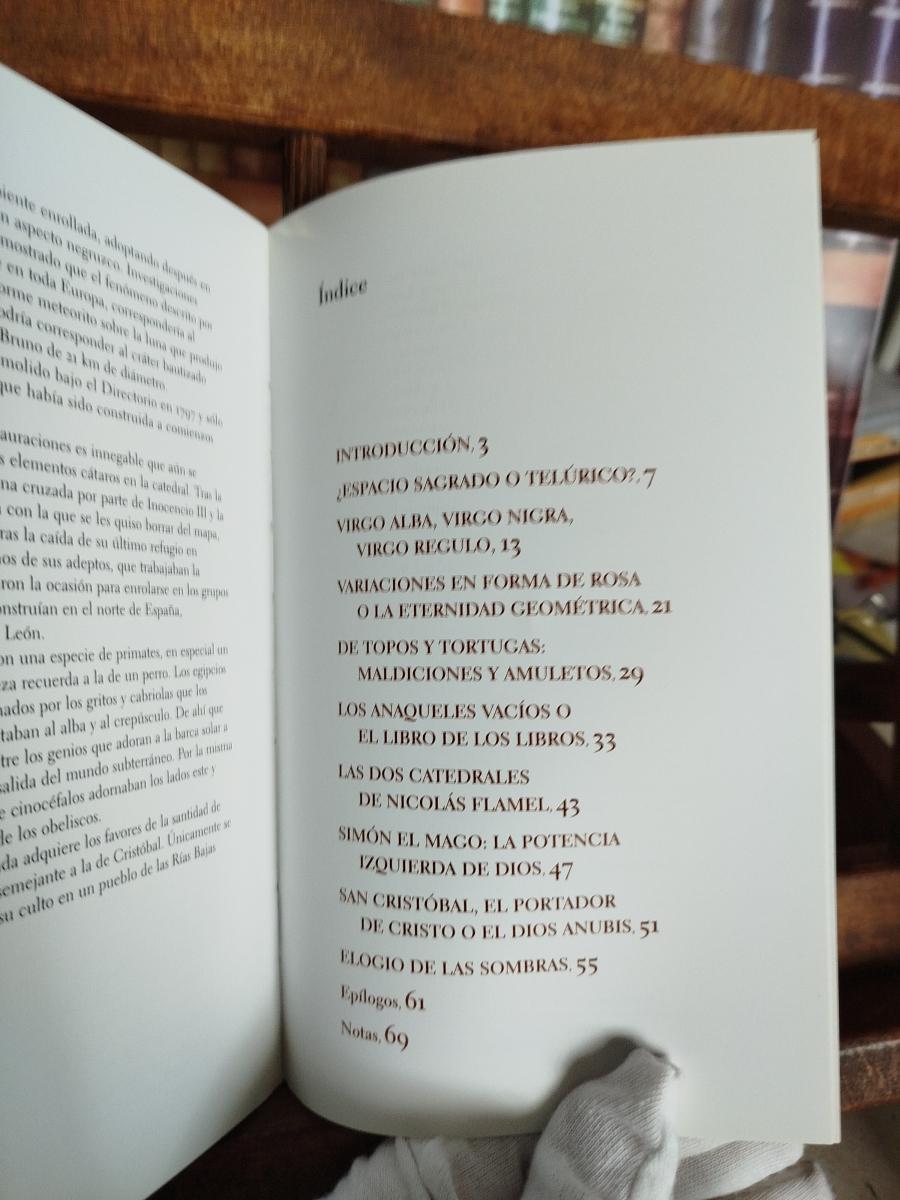 iente enrollada, adoptando después en
n aspecto negruzco. Investigaciones
mostrado que el fenómeno descrito por
en toda Europa, correspondería al
orme meteorito sobre la luna que produjo
odría corresponder al cráter bautizado
Bruno de 21 km de diámetro.
molido bajo el Directorio en 1797 y sólo
que había sido construida a comienzos
auraciones es innegable que aún se
s elementos cátaros en la catedral. Tras la
na cruzada por parte de Inocencio III y la
con la que se les quiso borrar del mapa,
ras la caída de su último refugio en
os de sus adeptos, que trabajaban la
ron la ocasión para enrolarse en los grupos
onstruían en el norte de España,
León.
on una especie de primates, en especial un
za recuerda a la de un perro. Los egipcios
nados por los gritos y cabriolas que los
taban al alba y al crepúsculo. De ahí que
tre los genios que adoran a la barca solar a
salida del mundo subterráneo. Por la misma
e cinocéfalos adornaban los lados este y
de los obeliscos.
da adquiere los favores de la santidad de
semejante a la de Cristóbal. Únicamente se
su culto en un pueblo de las Rías Bajas
Índice
INTRODUCCIÓN, 3
¿ESPACIO SAGRADO O TELÚRICO?, 7
VIRGO ALBA, VIRGO NIGRA,
VIRGO REGULO, 13
VARIACIONES EN FORMA DE ROSA
O LA ETERNIDAD GEOMÉTRICA, 21
DE TOPOS Y TORTUGAS:
MALDICIONES Y AMULETOS, 29
LOS ANAQUELES VACÍOS O
EL LIBRO DE LOS LIBROS, 33
LAS DOS CATEDRALES
DE NICOLÁS FLAMEL, 43
SIMÓN EL MAGO: LA POTENCIA
IZQUIERDA DE DIOS, 47
SAN CRISTÓBAL, EL PORTADOR
DE CRISTO O EL DIOS ANUBIS, 51
ELOGIO DE LAS SOMBRAS, 55
Epílogos, 61
Notas, 69